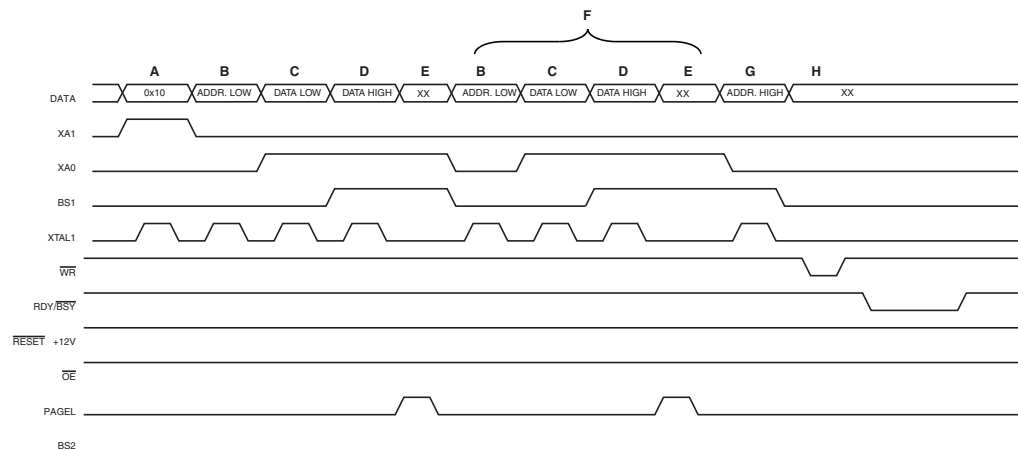 F
A B C D E B C D E G H
DATA 0x10 ADDR. LOW DATA LOW DATA HIGH XX ADDR. LOW DATA LOW DATA HIGH XX ADDR. HIGH XX
XA1
XA0
BS1
XTAL1
WR
RDY/BSY
RESET +12V
OE
PAGEL
BS2